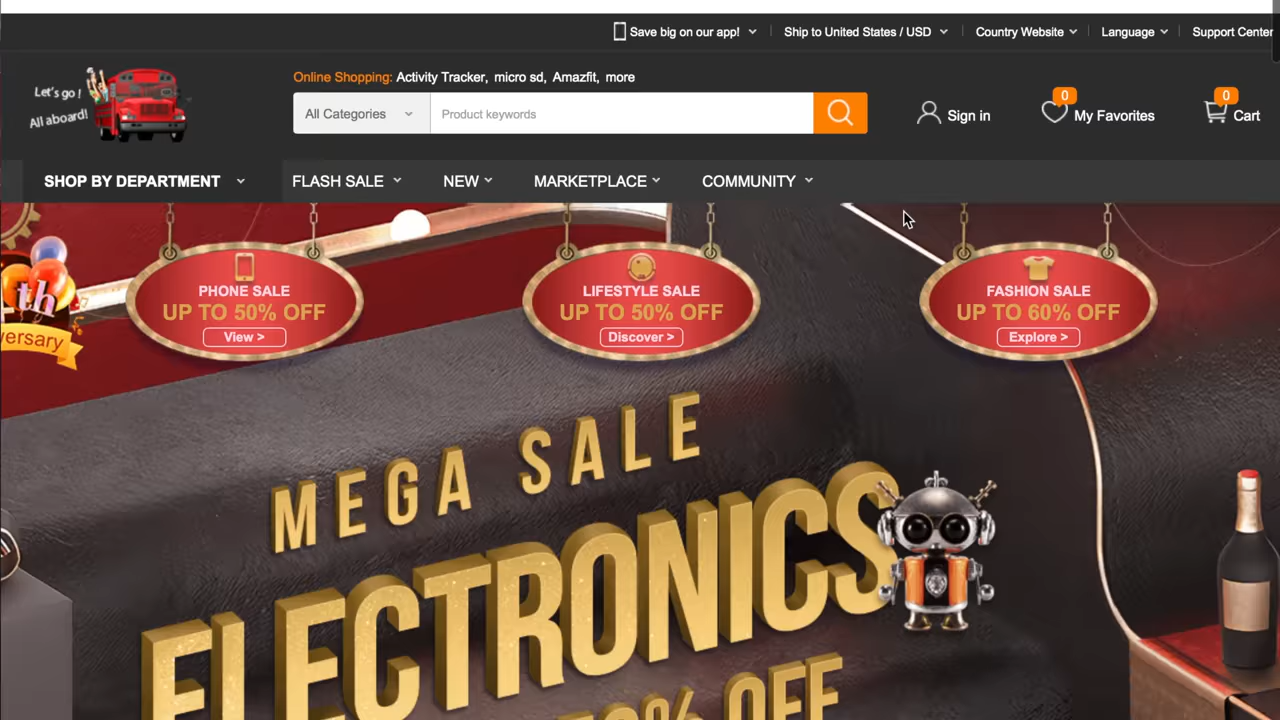 Save big on our app!
Ship to United States / USD
Country Website
Language
Support Center
Let's go !
All aboard!
Online Shopping: Activity Tracker, micro sd, Amazfit, more
All Categories
Product keywords
Sign in
0
My Favorites
0
Cart
SHOP BY DEPARTMENT
FLASH SALE
NEW
MARKETPLACE
COMMUNITY
th
versary
PHONE SALE
UP TO 50% OFF
View >
LIFESTYLE SALE
UP TO 50% OFF
Discover >
FASHION SALE
UP TO 60% OFF
Explore >
MEGA SALE
ELECTRONICS
% OFF